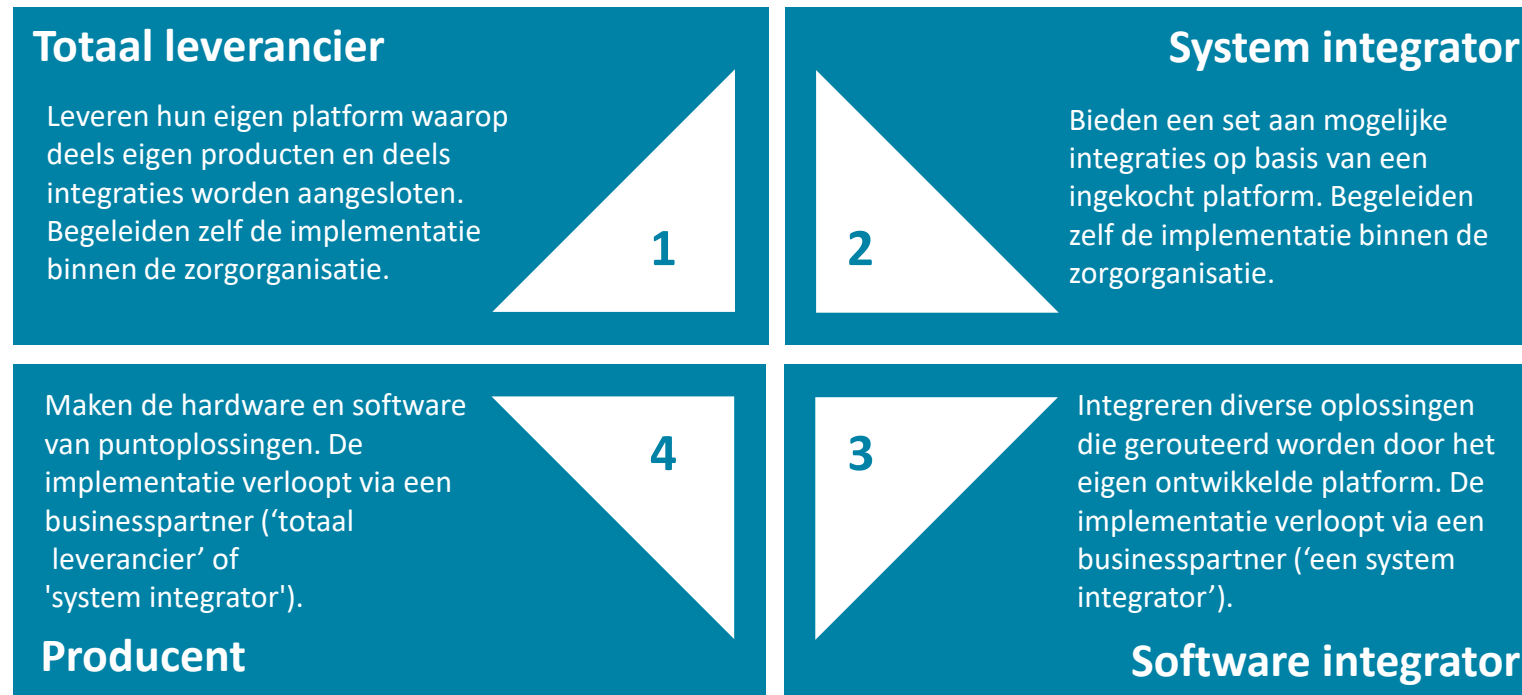 Totaal leverancier
Leveren hun eigen platform waarop
deels eigen producten en deels
integraties worden aangesloten.
Begeleiden zelf de implementatie
binnen de zorgorganisatie.
1
System integrator
Bieden een set aan mogelijke
integraties op basis van een
ingekocht platform. Begeleiden
zelf de implementatie binnen de
zorgorganisatie.
2
Maken de hardware en software
van puntoplossingen. De
implementatie verloopt via een
businesspartner (‘totaal
leverancier’ of
'system integrator').
4
Producent
3
Integreren diverse oplossingen
die gerouteerd worden door het
eigen ontwikkelde platform. De
implementatie verloopt via een
businesspartner (‘een system
integrator’).
Software integrator